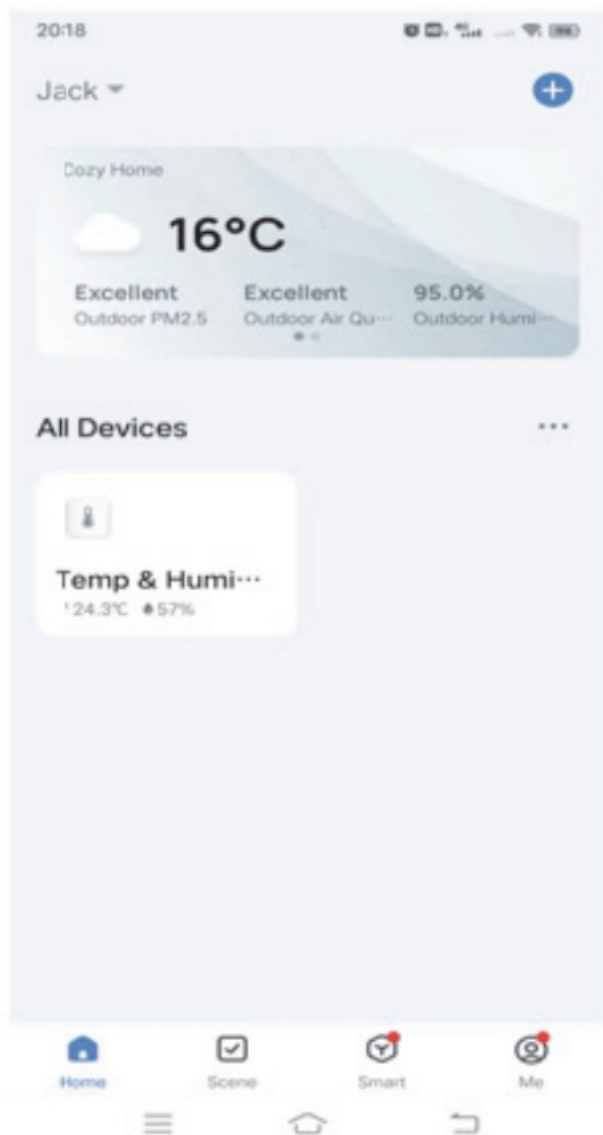 20:18
Jack
Cozy Home
16°C
Excellent Excellent 95.0%
Outdoor PM2.5 Outdoor Air Qu··· Outdoor Humi···
All Devices
Temp & Humi···
24.3℃ 57%
Home Scene Smart Me